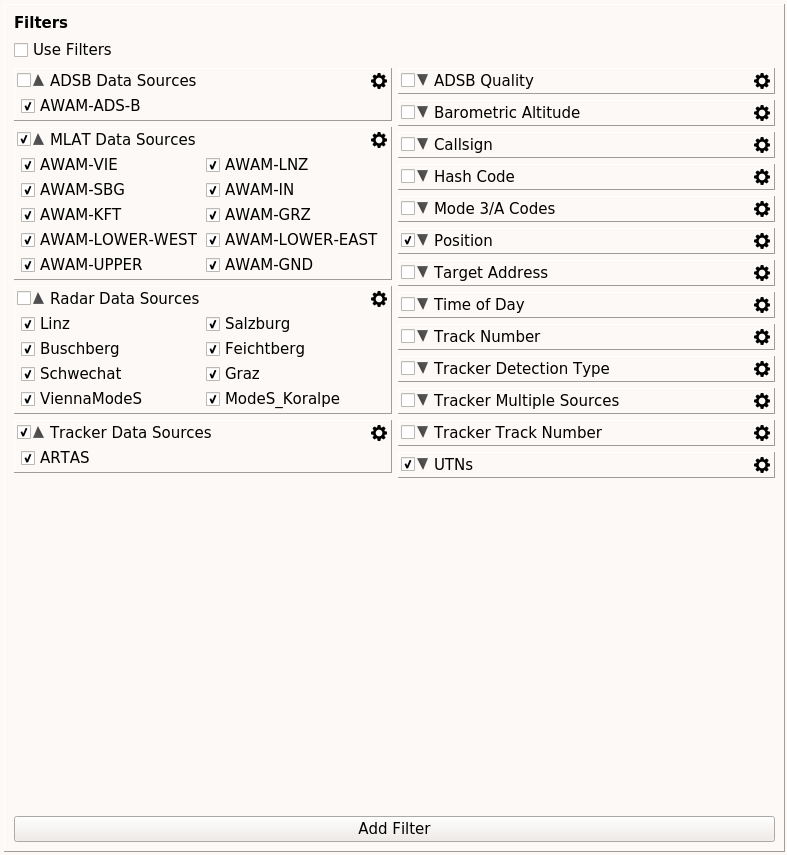 Filters
Use Filters
ADSB Data Sources
AWAM-ADS-B
MLAT Data Sources
AWAM-VIE AWAM-LNZ
AWAM-SBG AWAM-IN
AWAM-KFT AWAM-GRZ
AWAM-LOWER-WEST AWAM-LOWER-EAST
AWAM-UPPER AWAM-GND
Radar Data Sources
Linz Salzburg
Buschberg Feichtberg
Schwechat Graz
ViennaModeS ModeS_Koralpe
Tracker Data Sources
ARTAS
ADSB Quality
Barometric Altitude
Callsign
Hash Code
Mode 3/A Codes
Position
Target Address
Time of Day
Track Number
Tracker Detection Type
Tracker Multiple Sources
Tracker Track Number
UTNs
Add Filter